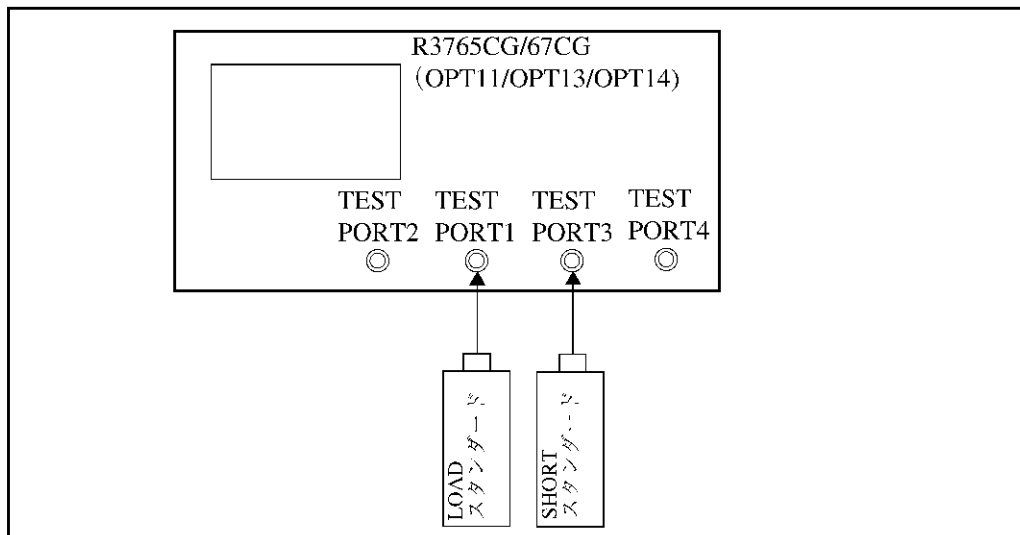 R3765CG/67CG
(OPT11/OPT13/OPT14)
TEST PORT2
TEST PORT1
TEST PORT3
TEST PORT4
LOAD
スタンダード
SHORT
スタンダード